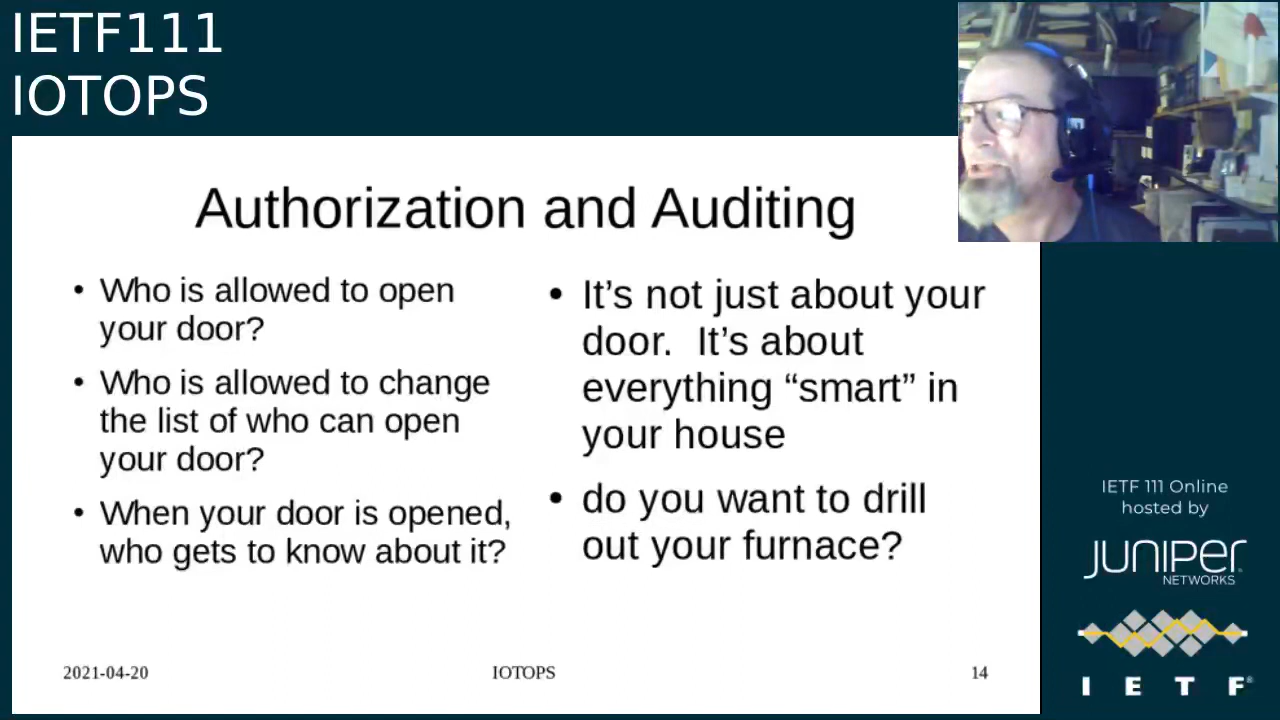 IETF111
IOTOPS
Authorization and Auditing
• Who is allowed to open
your door?
• Who is allowed to change
the list of who can open
your door?
• When your door is opened,
who gets to know about it?
• It’s not just about your
door.  It’s about
everything “smart” in
your house
• do you want to drill
out your furnace?
2021-04-20
IOTOPS
14
IETF 111 Online
hosted by
JUNIPER
NETWORKS
I E T F®